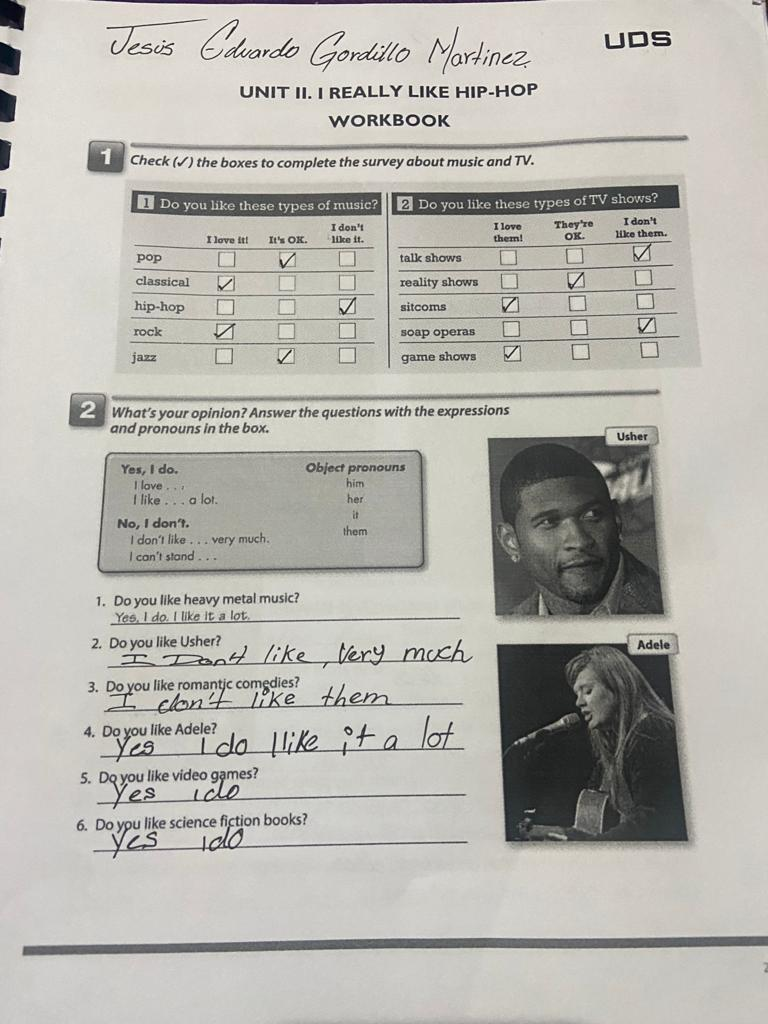 Jesús Eduardo Gordillo Martinez.
UDS
UNIT II. I REALLY LIKE HIP-HOP
WORKBOOK
1 Check (✓) the boxes to complete the survey about music and TV.
1 Do you like these types of music?
I love it! It's OK. I don't like it.
pop
classical
hip-hop
rock
jazz
2 Do you like these types of TV shows?
I love them! They're OK. I don't like them.
talk shows
reality shows
sitcoms
soap operas
game shows
2 What's your opinion? Answer the questions with the expressions
and pronouns in the box.
Yes, I do.
I love . . .
I like . . . a lot.
No, I don't.
I don't like . . . very much.
I can't stand . . .
Object pronouns
him
her
it
them
Usher
1. Do you like heavy metal music?
Yes, I do. I like it a lot.
2. Do you like Usher?
I Don't like , Very much
3. Do you like romantic comedies?
I don't like them
4. Do you like Adele?
Yes I do I like it a lot
5. Do you like video games?
Yes i do
6. Do you like science fiction books?
Yes i do
Adele
2